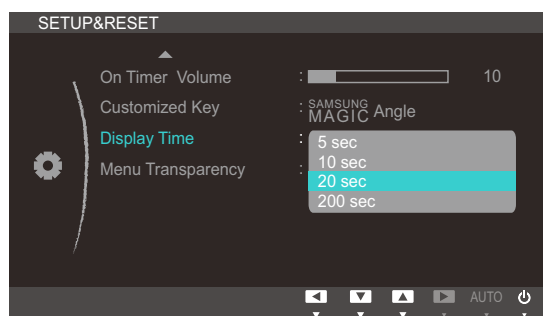 SETUP&RESET
On Timer Volume : 10
Customized Key : SAMSUNG MAGIC Angle
Display Time :
5 sec
10 sec
20 sec
200 sec
Menu Transparency :
AUTO